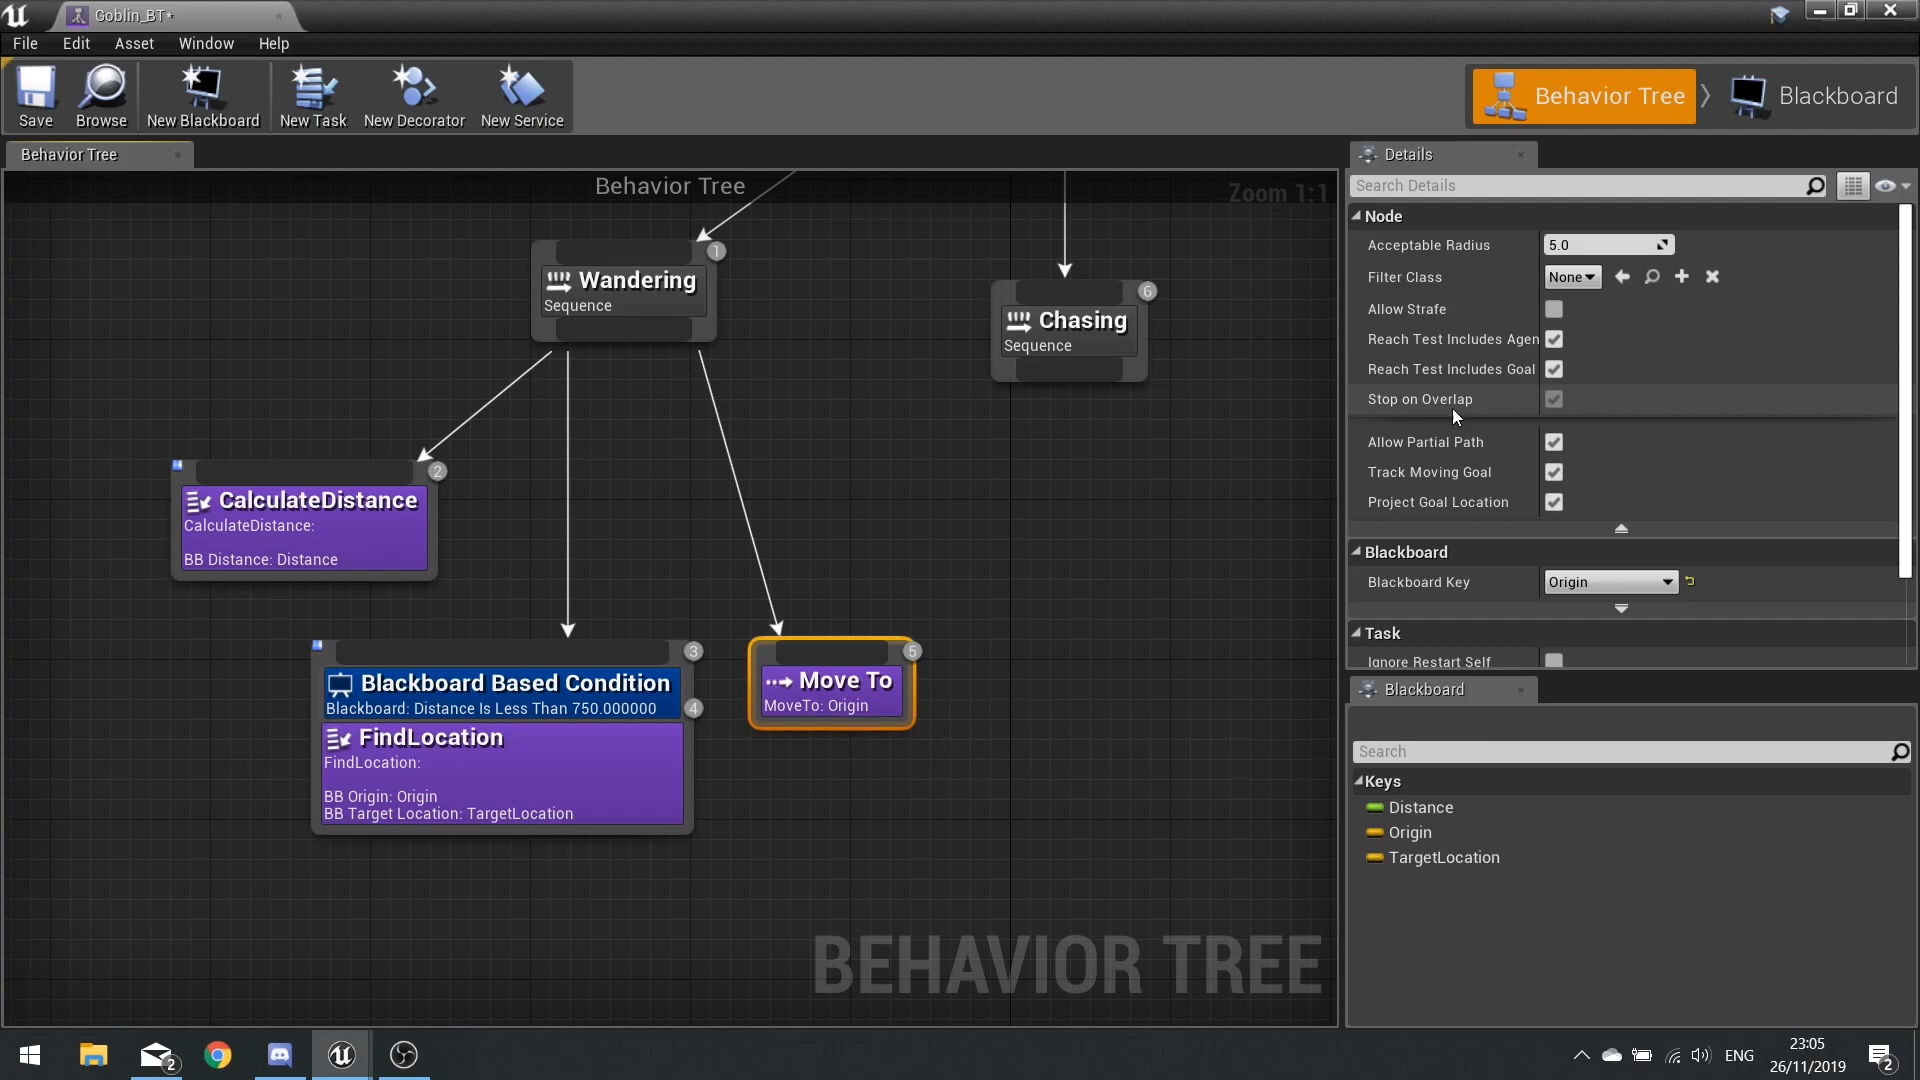 Goblin_BT*
File Edit Asset Window Help
Save Browse New Blackboard New Task New Decorator New Service
Behavior Tree Blackboard
Behavior Tree
Behavior Tree
Zoom 1:1
1
Wandering
Sequence
6
Chasing
Sequence
2
CalculateDistance
CalculateDistance:
BB Distance: Distance
3
Blackboard Based Condition
Blackboard: Distance Is Less Than 750.000000
4
FindLocation
FindLocation:
BB Origin: Origin
BB Target Location: TargetLocation
5
Move To
MoveTo: Origin
BEHAVIOR TREE
Details
Search Details
Node
Acceptable Radius 5.0
Filter Class None
Allow Strafe
Reach Test Includes Agen
Reach Test Includes Goal
Stop on Overlap
Allow Partial Path
Track Moving Goal
Project Goal Location
Blackboard
Blackboard Key Origin
Task
Ignore Restart Self
Blackboard
Search
Keys
Distance
Origin
TargetLocation
2
ENG
23:05
26/11/2019
2